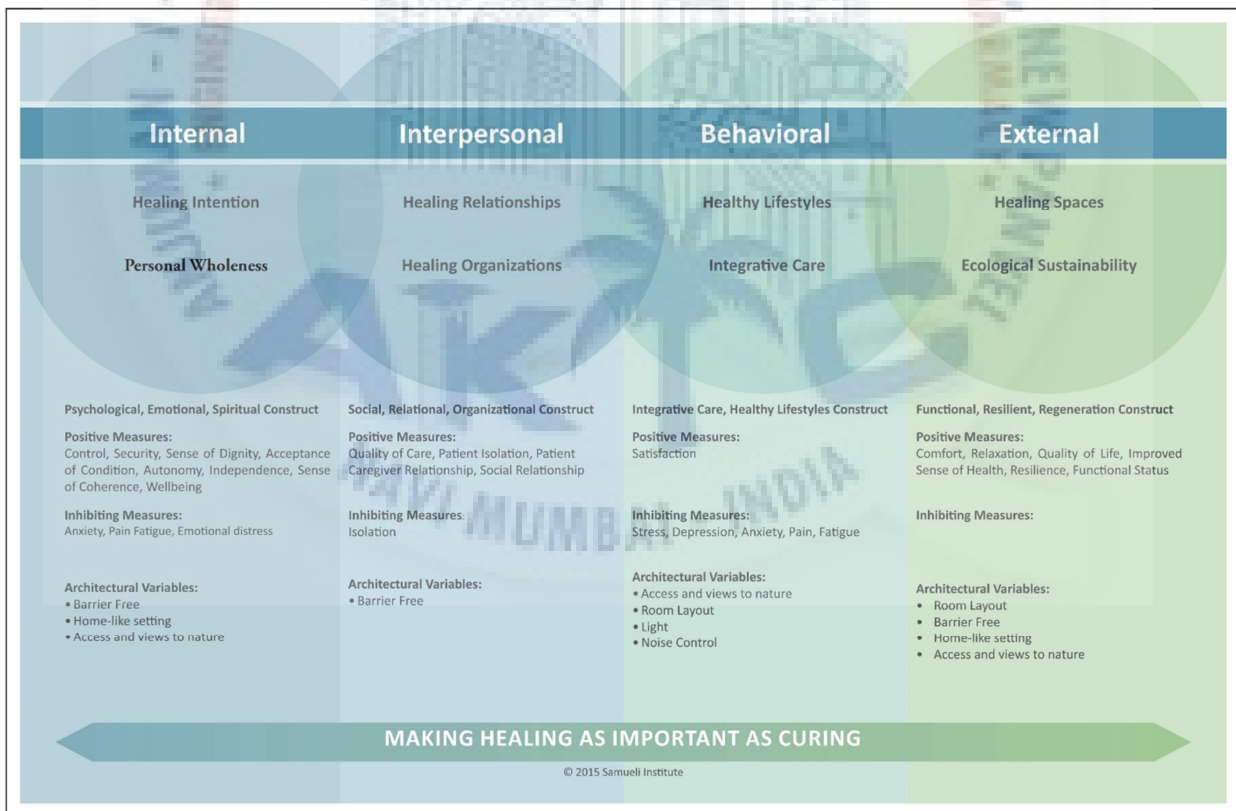 Internal
Interpersonal
Behavioral
External
Healing Intention
Healing Relationships
Healthy Lifestyles
Healing Spaces
Personal Wholeness
Healing Organizations
Integrative Care
Ecological Sustainability
AKTC
NAVI MUMBAI - INDIA
Psychological, Emotional, Spiritual Construct
Positive Measures:
Control, Security, Sense of Dignity, Acceptance
of Condition, Autonomy, Independence, Sense
of Coherence, Wellbeing
Inhibiting Measures:
Anxiety, Pain Fatigue, Emotional distress
Architectural Variables:
• Barrier Free
• Home-like setting
• Access and views to nature
Social, Relational, Organizational Construct
Positive Measures:
Quality of Care, Patient Isolation, Patient
Caregiver Relationship, Social Relationship
Inhibiting Measures:
Isolation
Architectural Variables:
• Barrier Free
Integrative Care, Healthy Lifestyles Construct
Positive Measures:
Satisfaction
Inhibiting Measures:
Stress, Depression, Anxiety, Pain, Fatigue
Architectural Variables:
• Access and views to nature
• Room Layout
• Light
• Noise Control
Functional, Resilient, Regeneration Construct
Positive Measures:
Comfort, Relaxation, Quality of Life, Improved
Sense of Health, Resilience, Functional Status
Inhibiting Measures:
Architectural Variables:
• Room Layout
• Barrier Free
• Home-like setting
• Access and views to nature
MAKING HEALING AS IMPORTANT AS CURING
© 2015 Samueli Institute